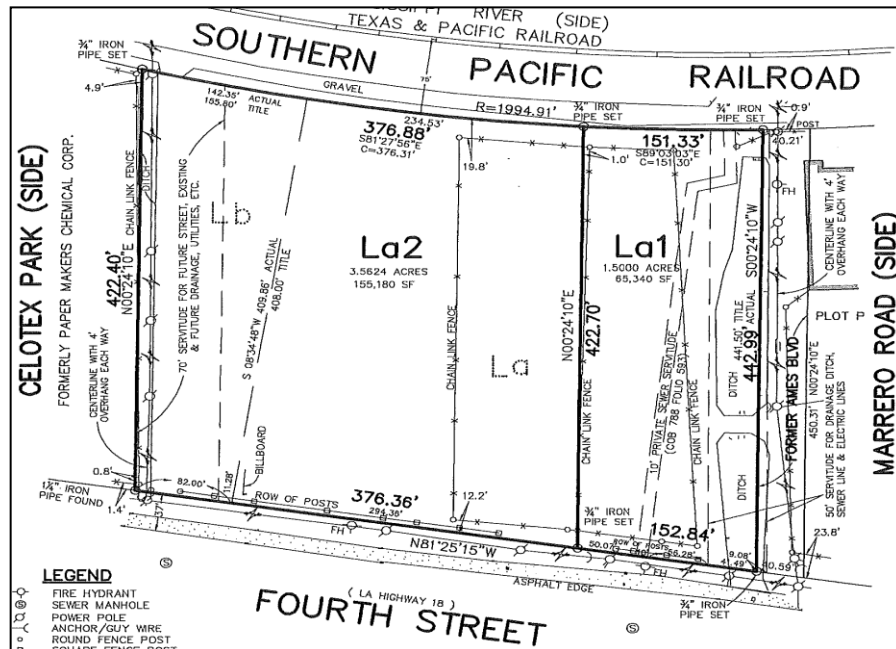 SSIPPI RIVER (SIDE)
TEXAS & PACIFIC RAILROAD
SOUTHERN PACIFIC RAILROAD
¾" IRON
PIPE SET
4.9'
GRAVEL
75'
142.35' ACTUAL
155.80' TITLE
234.53'
R=1994.91'
376.88'
S81°27'56"E
C=376.31'
¾" IRON
PIPE SET
151.33'
S89°03'03"E
C=151.30'
¾" IRON
PIPE SET
0.9'
POST
40.21'
19.8'
1.0'
FH
CELOTEX PARK (SIDE)
FORMERLY PAPER MAKERS CHEMICAL CORP.
422.40'
N00°24'10"E
CHAIN LINK FENCE
DITCH
CENTERLINE WITH 4'
OVERHANG EACH WAY
70' SERVITUDE FOR FUTURE STREET, EXISTING
& FUTURE DRAINAGE, UTILITIES, ETC.
Lb
S 08°34'48"W 409.86' ACTUAL
408.00' TITLE
La2
3.5624 ACRES
155,180 SF
CHAIN LINK FENCE
La
N00°24'10"E
422.70'
CHAIN LINK FENCE
La1
1.5000 ACRES
65,340 SF
10' PRIVATE SEWER SERVITUDE
(COB 788 FOLIO 593)
CHAIN LINK FENCE
DITCH
DITCH
441.50' TITLE
442.99' ACTUAL S00°24'10"W
FORMER AMES BLVD
450.31' N00°24'10"E
CENTERLINE WITH 4'
OVERHANG EACH WAY
PLOT P
50' SERVITUDE FOR DRAINAGE DITCH,
SEWER LINE & ELECTRIC LINES
MARRERO ROAD (SIDE)
0.8'
1¼" IRON
PIPE FOUND
1.4'
37'
82.00'
11.28'
BILLBOARD
ROW OF POSTS
376.36'
294.36'
12.2'
FH
N81°25'15"W
¾" IRON
PIPE SET
50.07'
ROW OF POSTS
152.84'
9.08'
FH
23.8'
ASPHALT EDGE
¾" IRON
PIPE SET
(LA HIGHWAY 18)
FOURTH STREET
LEGEND
FIRE HYDRANT
SEWER MANHOLE
POWER POLE
ANCHOR/GUY WIRE
ROUND FENCE POST
SQUARE FENCE POST